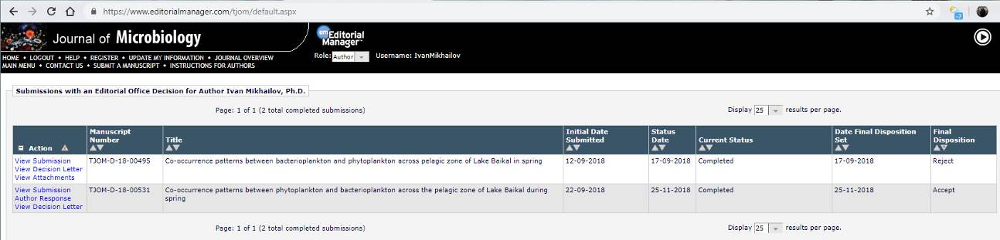 https://www.editorialmanager.com/tjom/default.aspx
-7
Journal of Microbiology
em Editorial
Manager™
Role: Author Username: IvanMikhailov
HOME • LOGOUT • HELP • REGISTER • UPDATE MY INFORMATION • JOURNAL OVERVIEW
MAIN MENU • CONTACT US • SUBMIT A MANUSCRIPT • INSTRUCTIONS FOR AUTHORS
Submissions with an Editorial Office Decision for Author Ivan Mikhailov, Ph.D.
Page: 1 of 1 (2 total completed submissions) Display 25 results per page.
Action
Manuscript
Number
Title
Initial Date
Submitted
Status
Date
Current Status
Date Final Disposition
Set
Final
Disposition
View Submission
View Decision Letter
View Attachments
TJOM-D-18-00495
Co-occurrence patterns between bacterioplankton and phytoplankton across pelagic zone of Lake Baikal in spring
12-09-2018
17-09-2018
Completed
17-09-2018
Reject
View Submission
Author Response
View Decision Letter
TJOM-D-18-00531
Co-occurrence patterns between phytoplankton and bacterioplankton across the pelagic zone of Lake Baikal during
spring
22-09-2018
25-11-2018
Completed
25-11-2018
Accept
Page: 1 of 1 (2 total completed submissions) Display 25 results per page.